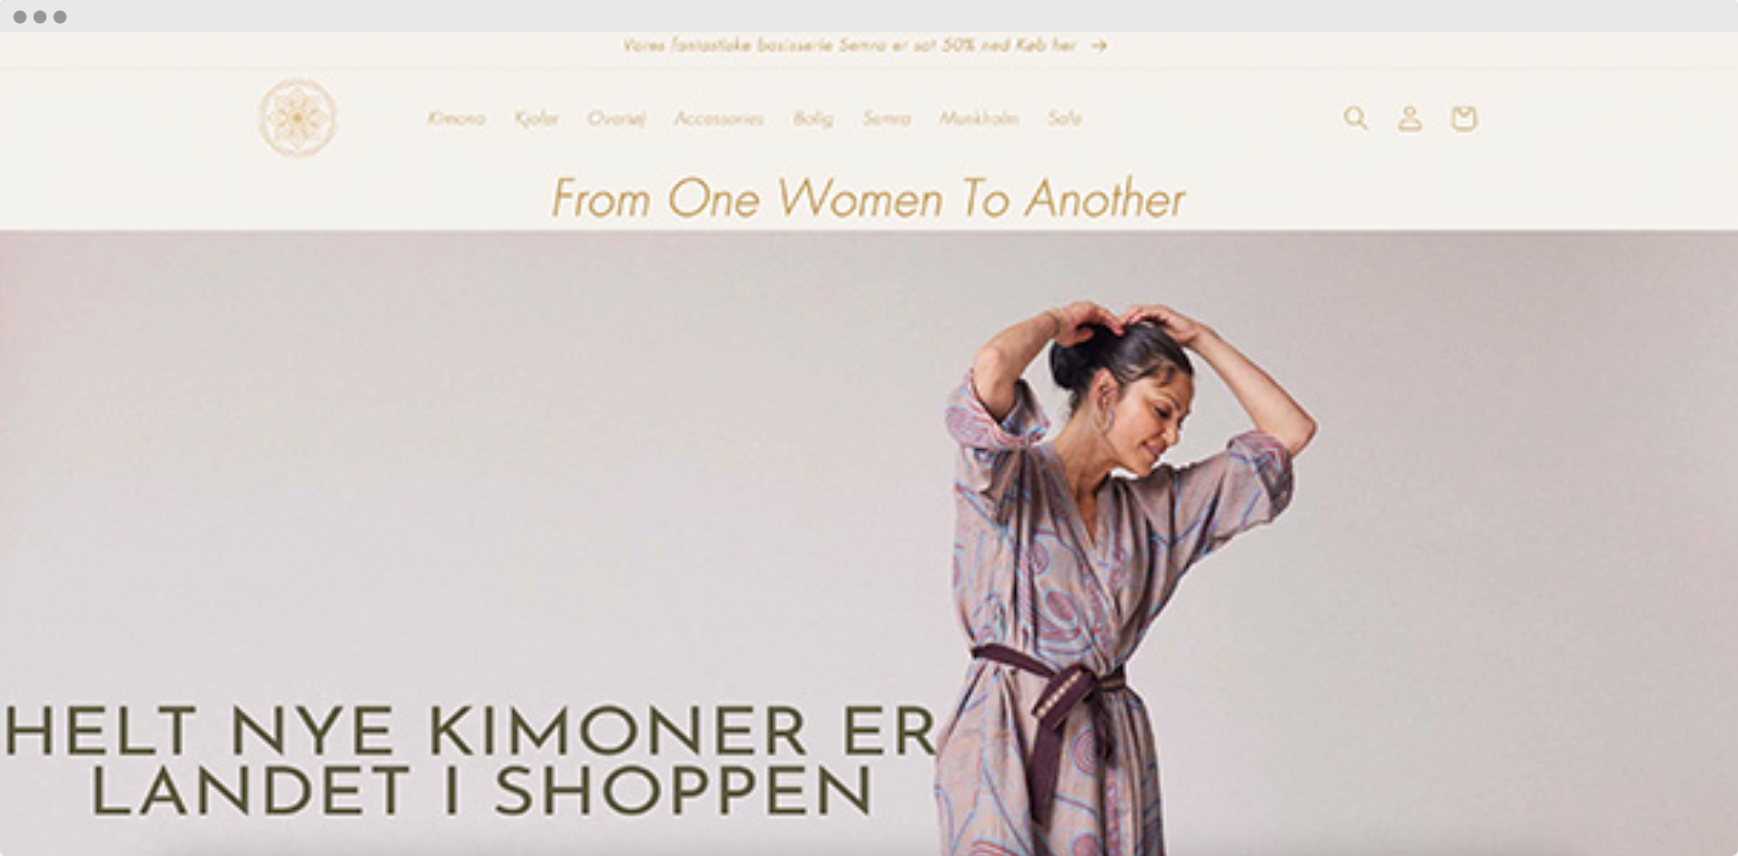 Vores fantastiske basisserie Semra er sat 50% ned Køb her →
Kimono Kjoler Overtøj Accessories Bolig Semra Munkholm Sale
From One Women To Another
HELT NYE KIMONER ER
LANDET I SHOPPEN